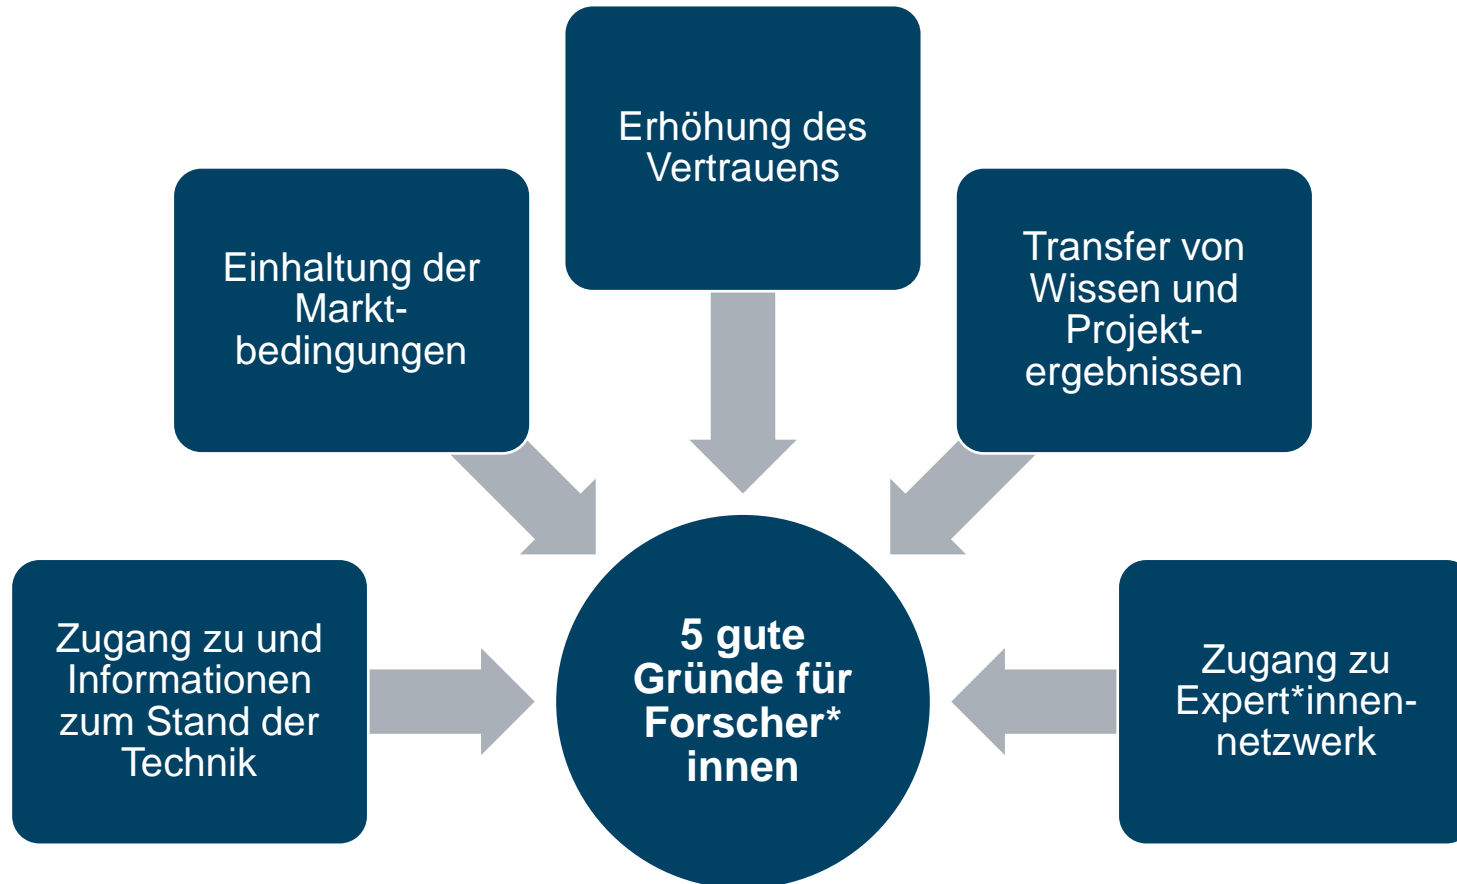 Erhöhung des
Vertrauens
Einhaltung der
Markt-
bedingungen
Transfer von
Wissen und
Projekt-
ergebnissen
Zugang zu und
Informationen
zum Stand der
Technik
5 gute
Gründe für
Forscher*
innen
Zugang zu
Expert*innen-
netzwerk